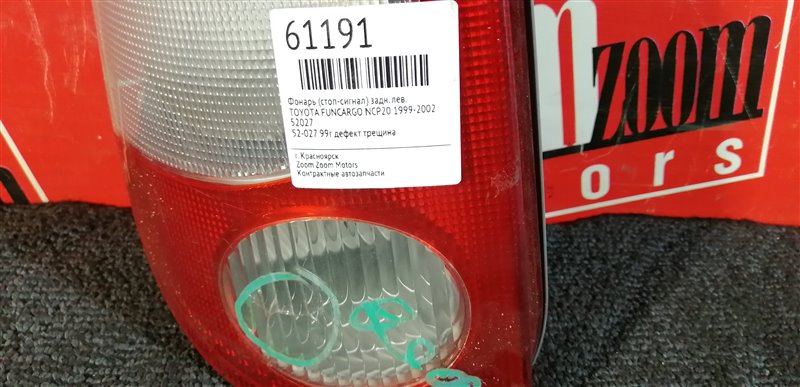 61191
Фонарь (стоп-сигнал) задн. лев.
TOYOTA FUNCARGO NCP20 1999-2002
52027
52-027 99г дефект трещина
г. Красноярск
Zoom Zoom Motors
Контрактные автозапчасти
zoom
ors